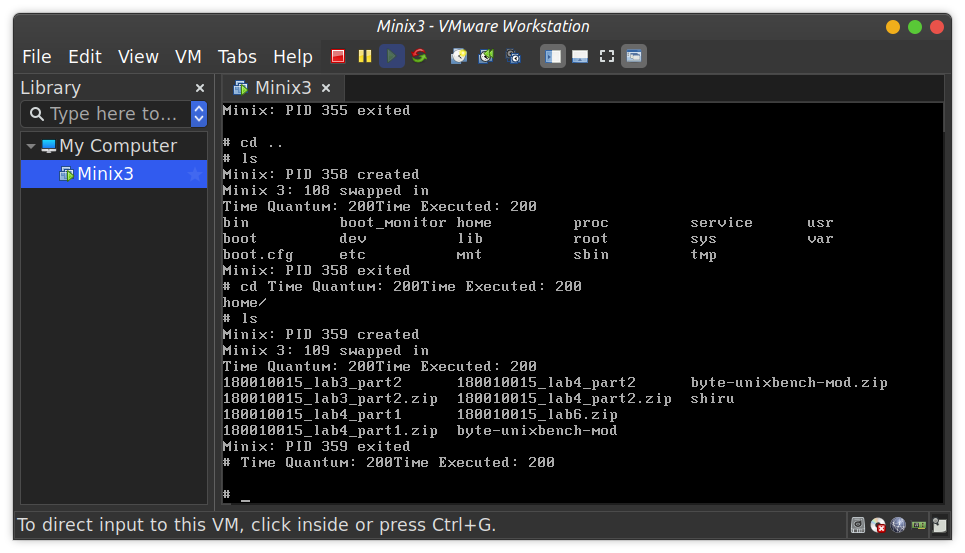 Minix3 - VMware Workstation
File Edit View VM Tabs Help
Library
Minix3
Type here to...
My Computer
Minix3
Minix: PID 355 exited
# cd ..
# ls
Minix: PID 358 created
Minix 3: 108 swapped in
Time Quantum: 200Time Executed: 200
bin boot_monitor home proc service usr
boot dev lib root sys var
boot.cfg etc mnt sbin tmp
Minix: PID 358 exited
# cd Time Quantum: 200Time Executed: 200
home/
# ls
Minix: PID 359 created
Minix 3: 109 swapped in
Time Quantum: 200Time Executed: 200
180010015_lab3_part2 180010015_lab4_part2 byte-unixbench-mod.zip
180010015_lab3_part2.zip 180010015_lab4_part2.zip shiru
180010015_lab4_part1 180010015_lab6.zip
180010015_lab4_part1.zip byte-unixbench-mod
Minix: PID 359 exited
# Time Quantum: 200Time Executed: 200
# _
To direct input to this VM, click inside or press Ctrl+G.